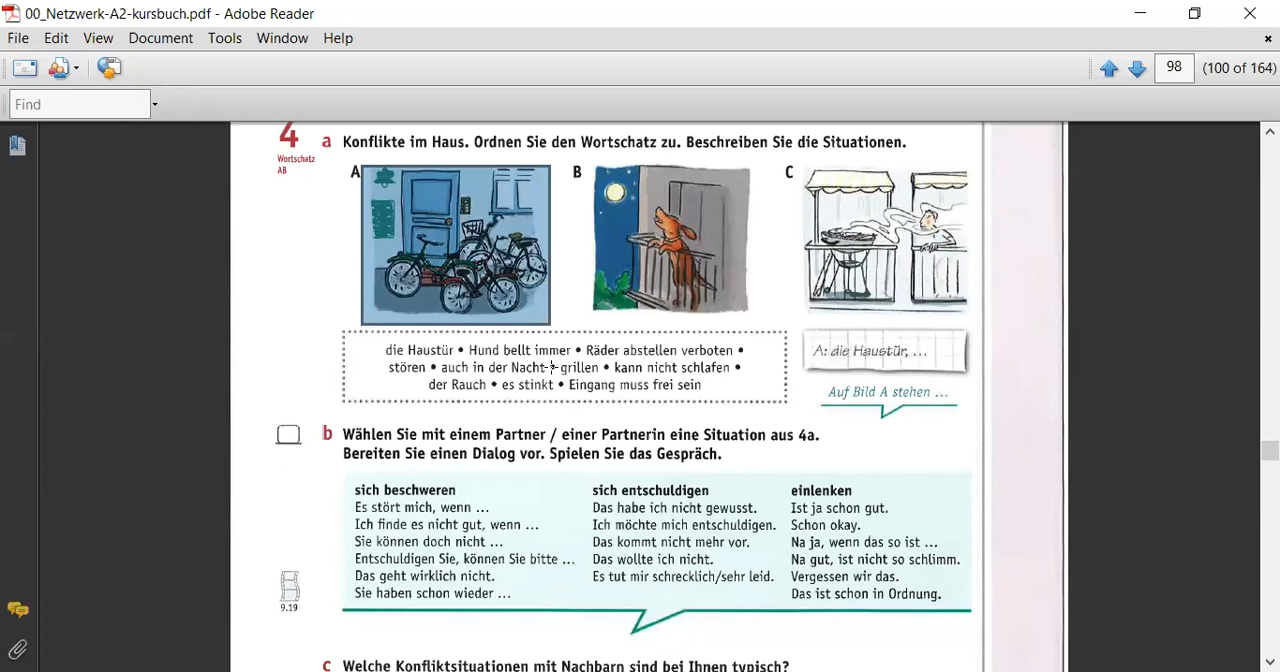 00_Netzwerk-A2-kursbuch.pdf - Adobe Reader
File Edit View Document Tools Window Help
98 (100 of 164)
Find
4 a Konflikte im Haus. Ordnen Sie den Wortschatz zu. Beschreiben Sie die Situationen.
Wortschatz
AB
A B C
die Haustür • Hund bellt immer • Räder abstellen verboten •
stören • auch in der Nacht • grillen • kann nicht schlafen •
der Rauch • es stinkt • Eingang muss frei sein
A: die Haustür, ...
Auf Bild A stehen ...
b Wählen Sie mit einem Partner / einer Partnerin eine Situation aus 4a.
Bereiten Sie einen Dialog vor. Spielen Sie das Gespräch.
sich beschweren
Es stört mich, wenn ...
Ich finde es nicht gut, wenn ...
Sie können doch nicht ...
Entschuldigen Sie, können Sie bitte ...
Das geht wirklich nicht.
Sie haben schon wieder ...
sich entschuldigen
Das habe ich nicht gewusst.
Ich möchte mich entschuldigen.
Das kommt nicht mehr vor.
Das wollte ich nicht.
Es tut mir schrecklich/sehr leid.
einlenken
Ist ja schon gut.
Schon okay.
Na ja, wenn das so ist ...
Na gut, ist nicht so schlimm.
Vergessen wir das.
Das ist schon in Ordnung.
9.19
c Welche Konfliktsituationen mit Nachbarn sind bei Ihnen typisch?